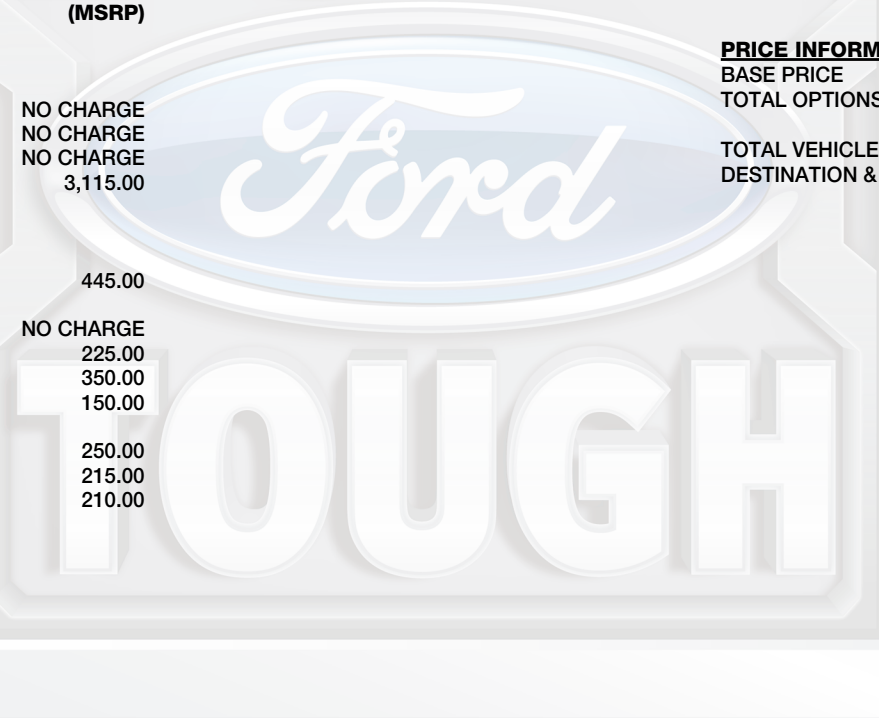 (MSRP)
NO CHARGE
NO CHARGE
NO CHARGE
3,115.00
445.00
NO CHARGE
225.00
350.00
150.00
250.00
215.00
210.00
PRICE INFORM
BASE PRICE
TOTAL OPTIONS
TOTAL VEHICLE
DESTINATION &
Ford
TOUGH